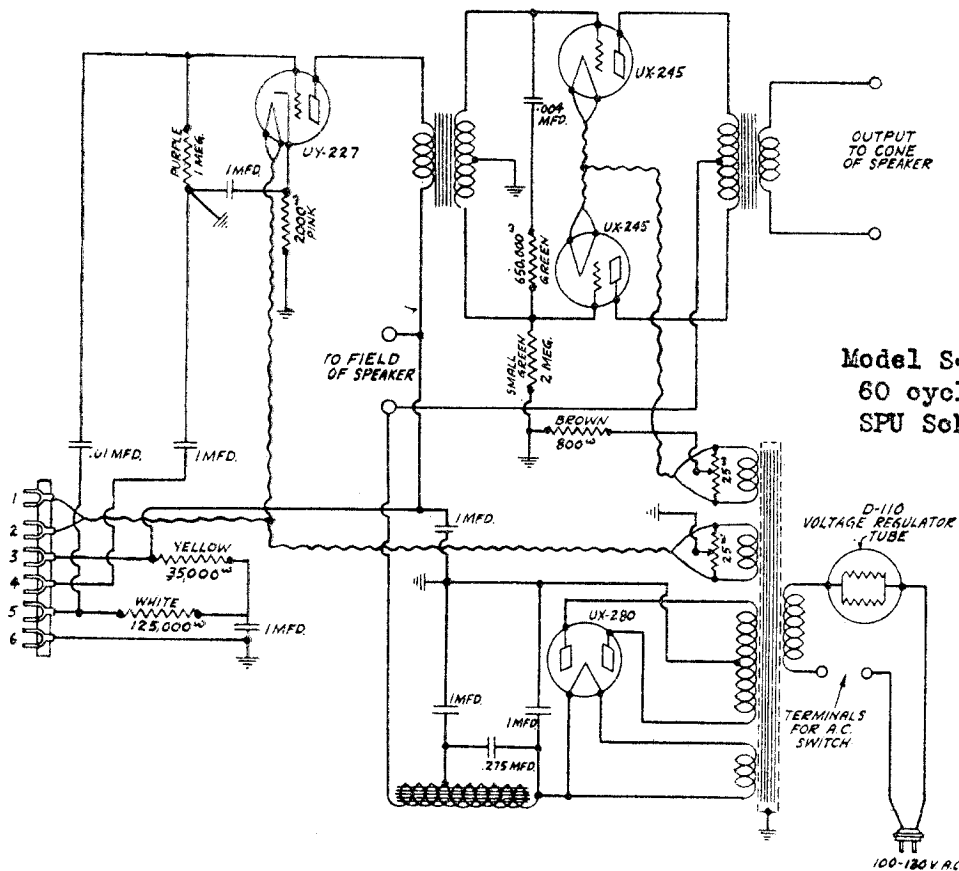 UX-245
.004
MFD.
OUTPUT
TO CONE
OF SPEAKER
UY-227
PURPLE
1 MEG.
1 MFD.
2000 ω
PINK
UX-245
650,000 ω
GREEN
TO FIELD
OF SPEAKER
SMALL
GREEN
2 MEG.
60
SPU
BROWN
800 ω
.01 MFD.
1 MFD.
25 ω
D-110
VOLTAGE REGULATOR
TUBE
1
2
3
4
5
6
1 MFD.
YELLOW
35,000 ω
25 ω
WHITE
125,000 ω
1 MFD.
UX-280
1 MFD.
1 MFD.
.275 MFD.
TERMINALS
FOR A.C.
SWITCH
100-130 V A.C.
Model